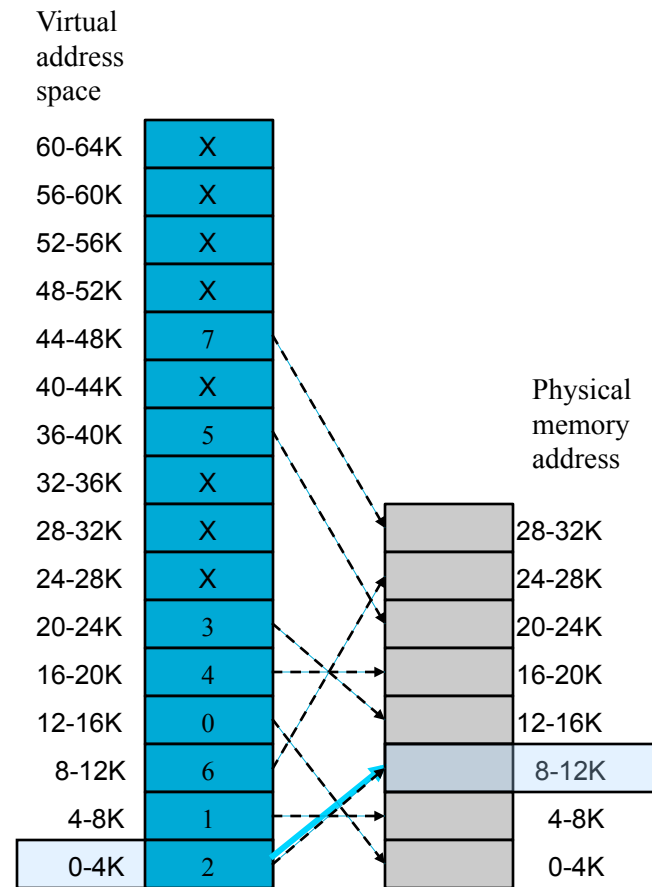 Virtual
address
space
60-64K X
56-60K X
52-56K X
48-52K X
44-48K 7
40-44K X
36-40K 5
32-36K X
28-32K X
24-28K X
20-24K 3
16-20K 4
12-16K 0
8-12K 6
4-8K 1
0-4K 2
Physical
memory
address
28-32K
24-28K
20-24K
16-20K
12-16K
8-12K
4-8K
0-4K